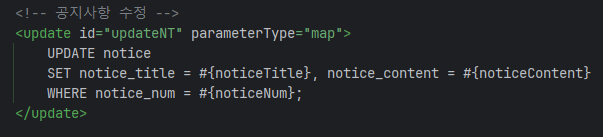 <!-- 공지사항 수정 -->
<update id="updateNT" parameterType="map">
    UPDATE notice
    SET notice_title = #{noticeTitle}, notice_content = #{noticeContent}
    WHERE notice_num = #{noticeNum};
</update>